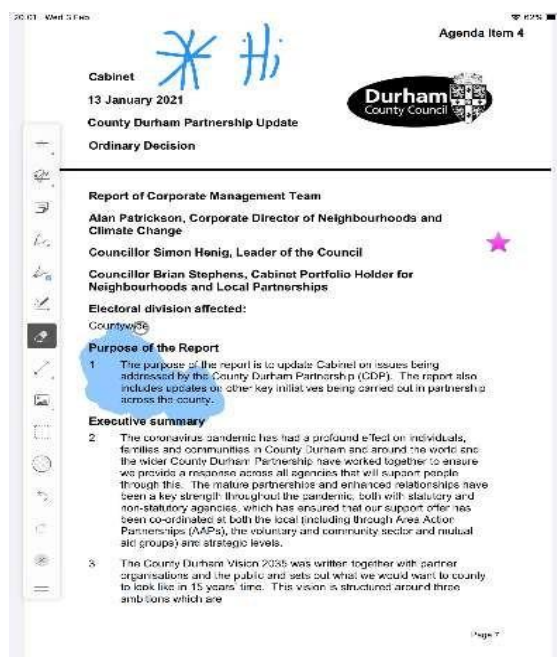 20:01 Wed 3 Feb
62%
Agenda Item 4
* Hi
Cabinet
13 January 2021
Durham
County Council
County Durham Partnership Update
Ordinary Decision
Report of Corporate Management Team
Alan Patrickson, Corporate Director of Neighbourhoods and
Climate Change
Councillor Simon Henig, Leader of the Council
Councillor Brian Stephens, Cabinet Portfolio Holder for
Neighbourhoods and Local Partnerships
Electoral division affected:
Countywide
Purpose of the Report
1 The purpose of the report is to update Cabinet on issues being
addressed by the County Durham Partnership (CDP). The report also
includes updates on other key initiatives being carried out in partnership
across the county.
Executive summary
2 The coronavirus pandemic has had a profound effect on individuals,
families and communities in County Durham and around the world and
the wider County Durham Partnership have worked together to ensure
we provide a response across all agencies that will support people
through this. The mature partnerships and enhanced relationships have
been a key strength throughout the pandemic, both with statutory and
non-statutory agencies, which has ensured that our support offer has
been co-ordinated at both the local (including through Area Action
Partnerships (AAPs), the voluntary and community sector and mutual
aid groups) and strategic levels.
3 The County Durham Vision 2035 was written together with partner
organisations and the public and sets out what we would want to county
to look like in 15 years' time. This vision is structured around three
ambitions which are
Page 7